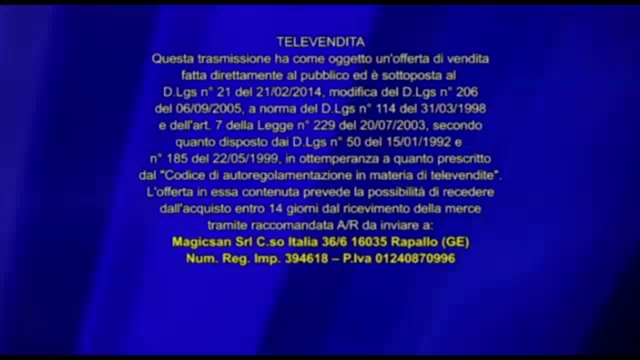 TELEVENDITA
Questa trasmissione ha come oggetto un'offerta di vendita
fatta direttamente al pubblico ed è sottoposta al
D.Lgs n° 21 del 21/02/2014, modifica del D.Lgs n° 206
del 06/09/2005, a norma del D.Lgs n° 114 del 31/03/1998
e dell'art. 7 della Legge n° 229 del 20/07/2003, secondo
quanto disposto dai D.Lgs n° 50 del 15/01/1992 e
n° 185 del 22/05/1999, in ottemperanza a quanto prescritto
dal "Codice di autoregolamentazione in materia di televendite".
L'offerta in essa contenuta prevede la possibilità di recedere
dall'acquisto entro 14 giorni dal ricevimento della merce
tramite raccomandata A/R da inviare a:
Magicsan Srl C.so Italia 36/6 16035 Rapallo (GE)
Num. Reg. Imp. 394618 – P.Iva 01240870996